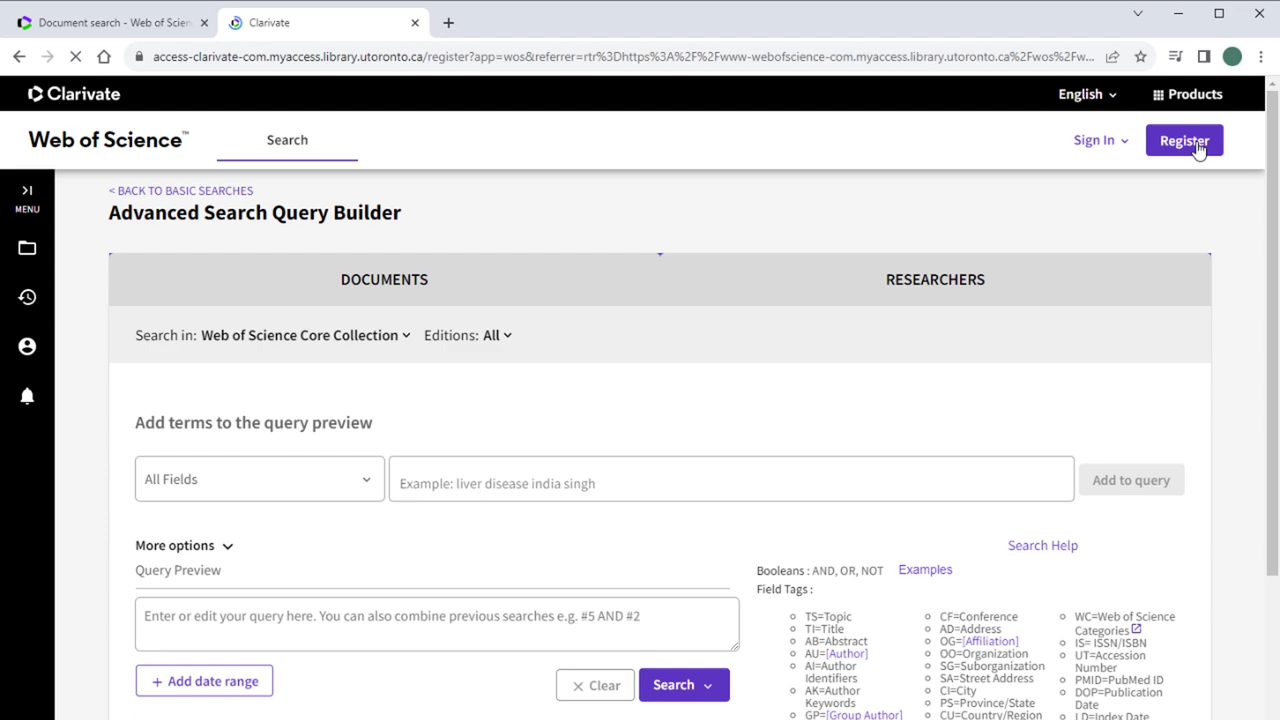 Document search - Web of Scien
Clarivate
access-clarivate-com.myaccess.library.utoronto.ca/register?app=wos&referrer=rtr%3Dhttps%3A%2F%2Fwww-webofscience-com.myaccess.library.utoronto.ca%2Fwos%2Fw...
Clarivate
English
Products
Web of Science™
Search
Sign In
Register
MENU
< BACK TO BASIC SEARCHES
Advanced Search Query Builder
DOCUMENTS
RESEARCHERS
Search in: Web of Science Core Collection
Editions: All
Add terms to the query preview
All Fields
Example: liver disease india singh
Add to query
More options
Search Help
Query Preview
Booleans : AND, OR, NOT
Examples
Field Tags :
Enter or edit your query here. You can also combine previous searches e.g. #5 AND #2
TS=Topic
TI=Title
AB=Abstract
AU=[Author]
AI=Author
Identifiers
AK=Author
Keywords
GP=[Group Author]
CF=Conference
AD=Address
OG=[Affiliation]
OO=Organization
SG=Suborganization
SA=Street Address
CI=City
PS=Province/State
CU=Country/Region
WC=Web of Science
Categories
IS= ISSN/ISBN
UT=Accession
Number
PMID=PubMed ID
DOP=Publication
Date
LD=Index Date
+ Add date range
× Clear
Search